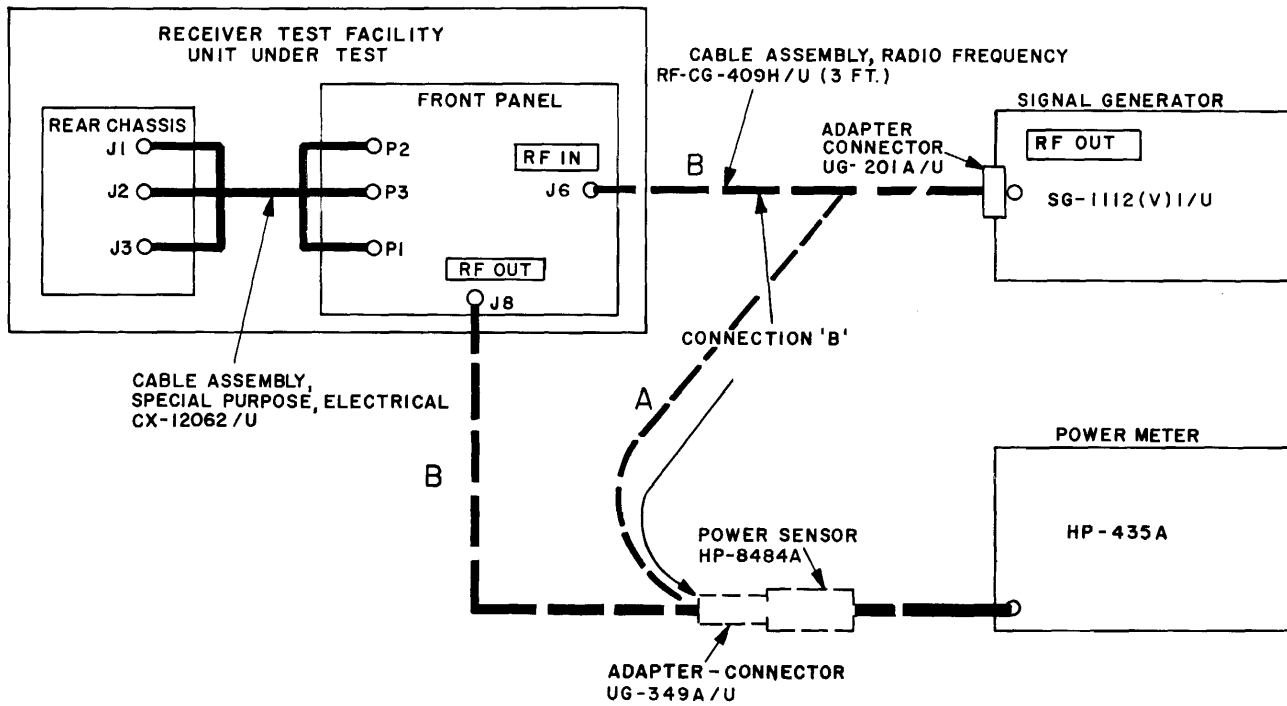 RECEIVER TEST FACILITY
UNIT UNDER TEST
REAR CHASSIS
J1
J2
J3
FRONT PANEL
P2
P3
P1
RF IN
J6
RF OUT
J8
CABLE ASSEMBLY,
SPECIAL PURPOSE, ELECTRICAL
CX-12062/U
CABLE ASSEMBLY, RADIO FREQUENCY
RF-CG-409H/U (3 FT.)
B
ADAPTER
CONNECTOR
UG-201A/U
SIGNAL GENERATOR
RF OUT
SG-1112(V)1/U
CONNECTION 'B'
A
B
POWER SENSOR
HP-8484A
ADAPTER-CONNECTOR
UG-349A/U
POWER METER
HP-435A